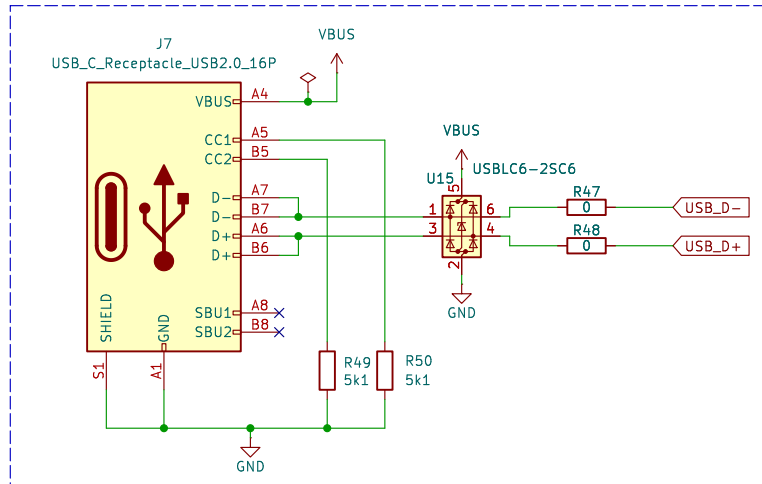 J7
USB_C_Receptacle_USB2.0_16P
VBUS
VBUS A4
CC1 A5
CC2 B5
D- A7
D- B7
D+ A6
D+ B6
SBU1 A8
SBU2 B8
SHIELD
GND
S1
A1
GND
R49
5k1
R50
5k1
VBUS
U15
USBLC6-2SC6
5
1
6
3
4
2
GND
R47
0
USB_D-
R48
0
USB_D+